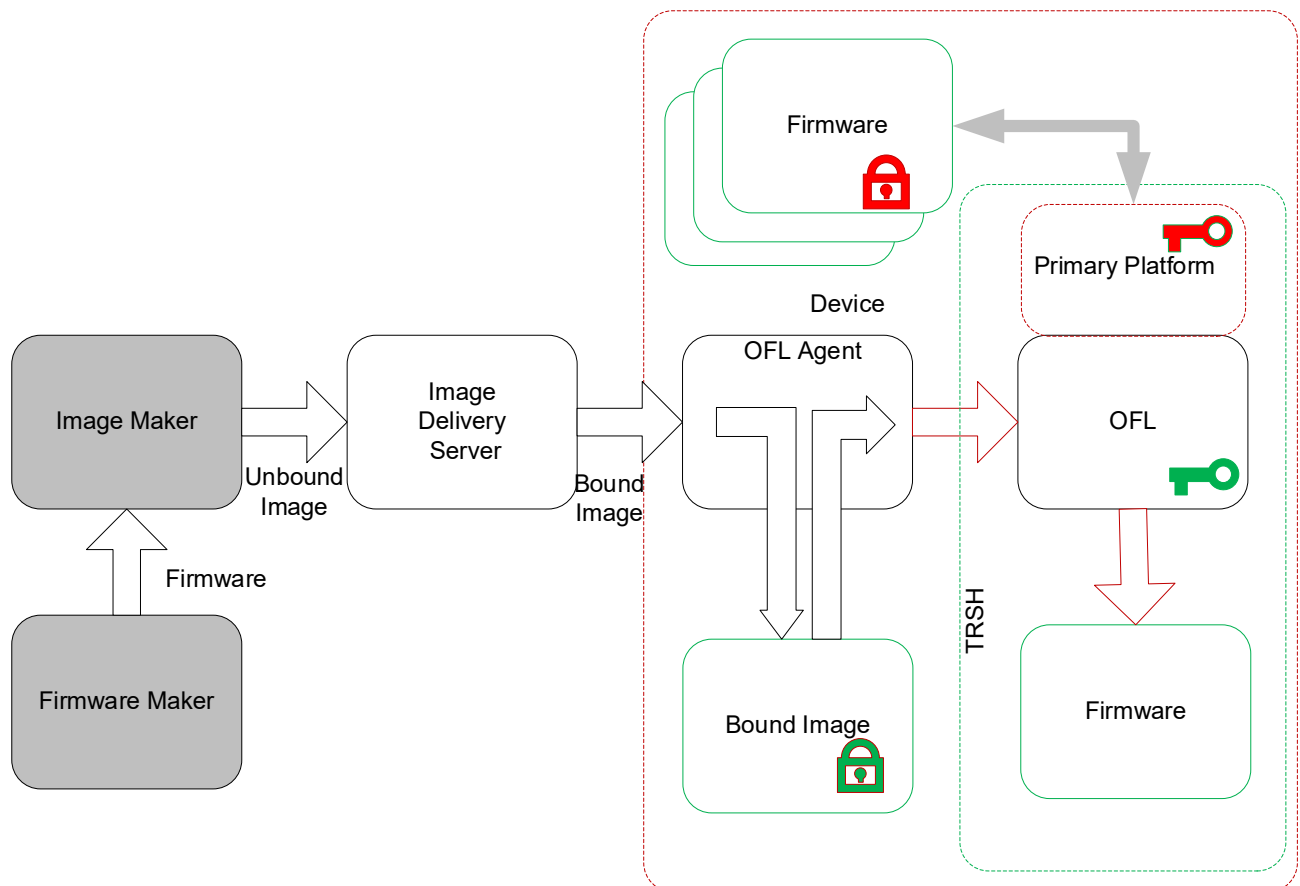 Firmware
Primary Platform
Device
OFL Agent
Image Maker
Image
Delivery
Server
OFL
Unbound
Image
Bound
Image
Firmware
TRSH
Firmware Maker
Bound Image
Firmware